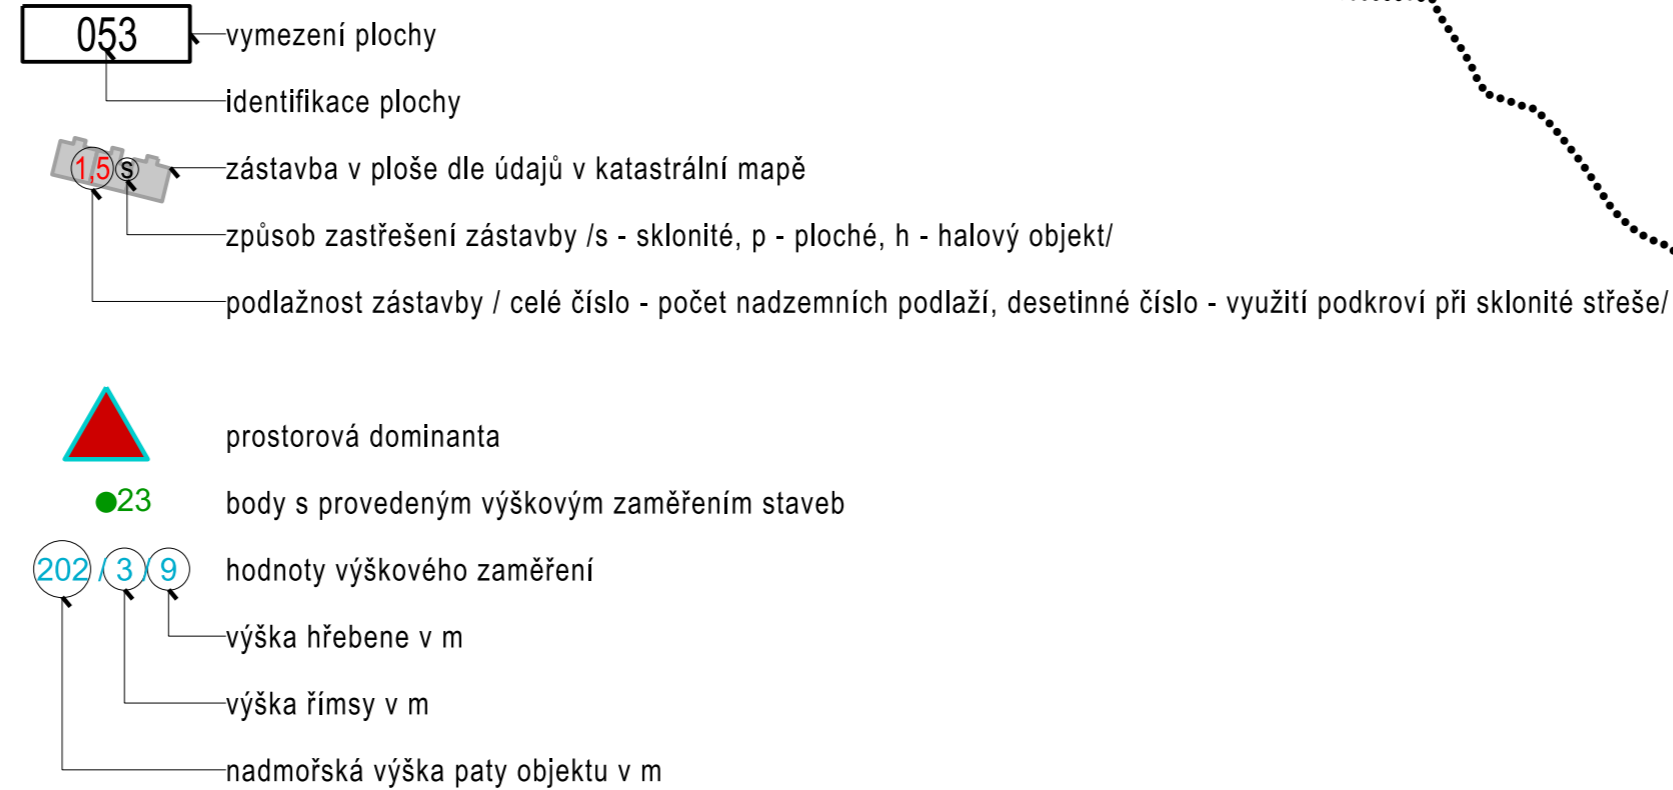 053
vymezení plochy
identifikace plochy
1,5 s
zástavba v ploše dle údajů v katastrální mapě
způsob zastřešení zástavby /s - sklonité, p - ploché, h - halový objekt/
podlažnost zástavby / celé číslo - počet nadzemních podlaží, desetinné číslo - využití podkroví při sklonité střeše/
prostorová dominanta
23
body s provedeným výškovým zaměřením staveb
202/3/9
hodnoty výškového zaměření
výška hřebene v m
výška římsy v m
nadmořská výška paty objektu v m